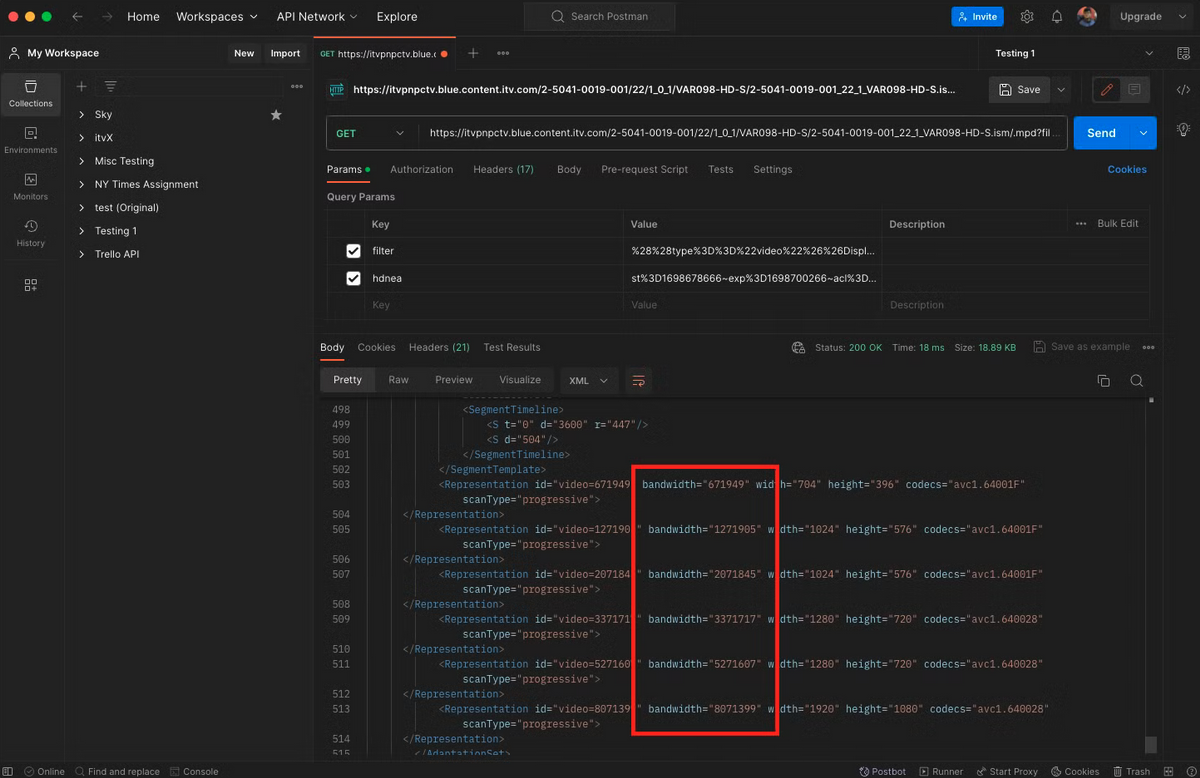 Home Workspaces API Network Explore Search Postman Invite Upgrade
My Workspace New Import GET https://itvpnpctv.blue.c Testing 1
Collections
Environments
Monitors
History
Sky
itvX
Misc Testing
NY Times Assignment
test (Original)
Testing 1
Trello API
HTTP https://itvpnpctv.blue.content.itv.com/2-5041-0019-001/22/1_0_1/VAR098-HD-S/2-5041-0019-001_22_1_VAR098-HD-S.is... Save
GET https://itvpnpctv.blue.content.itv.com/2-5041-0019-001/22/1_0_1/VAR098-HD-S/2-5041-0019-001_22_1_VAR098-HD-S.ism/.mpd?fil ... Send
Params Authorization Headers (17) Body Pre-request Script Tests Settings Cookies
Query Params
Key Value Description Bulk Edit
filter %28%28type%3D%3D%22video%22%26%26Displ...
hdnea st%3D1698678666~exp%3D1698700266~acl%3D...
Key Value Description
Body Cookies Headers (21) Test Results Status: 200 OK Time: 18 ms Size: 18.89 KB Save as example
Pretty Raw Preview Visualize XML
498 <SegmentTimeline>
499 <S t="0" d="3600" r="447"/>
500 <S d="504"/>
501 </SegmentTimeline>
502 </SegmentTemplate>
503 <Representation id="video=671949 bandwidth="671949" width="704" height="396" codecs="avc1.64001F"
scanType="progressive">
504 </Representation>
505 <Representation id="video=127190 " bandwidth="1271905" width="1024" height="576" codecs="avc1.64001F"
scanType="progressive">
506 </Representation>
507 <Representation id="video=207184 " bandwidth="2071845" width="1024" height="576" codecs="avc1.64001F"
scanType="progressive">
508 </Representation>
509 <Representation id="video=337171 " bandwidth="3371717" width="1280" height="720" codecs="avc1.640028"
scanType="progressive">
510 </Representation>
511 <Representation id="video=527160 " bandwidth="5271607" width="1280" height="720" codecs="avc1.640028"
scanType="progressive">
512 </Representation>
513 <Representation id="video=807139 " bandwidth="8071399" width="1920" height="1080" codecs="avc1.640028"
scanType="progressive">
514 </Representation>
515 </AdaptationSet>
Online Find and replace Console Postbot Runner Start Proxy Cookies Trash